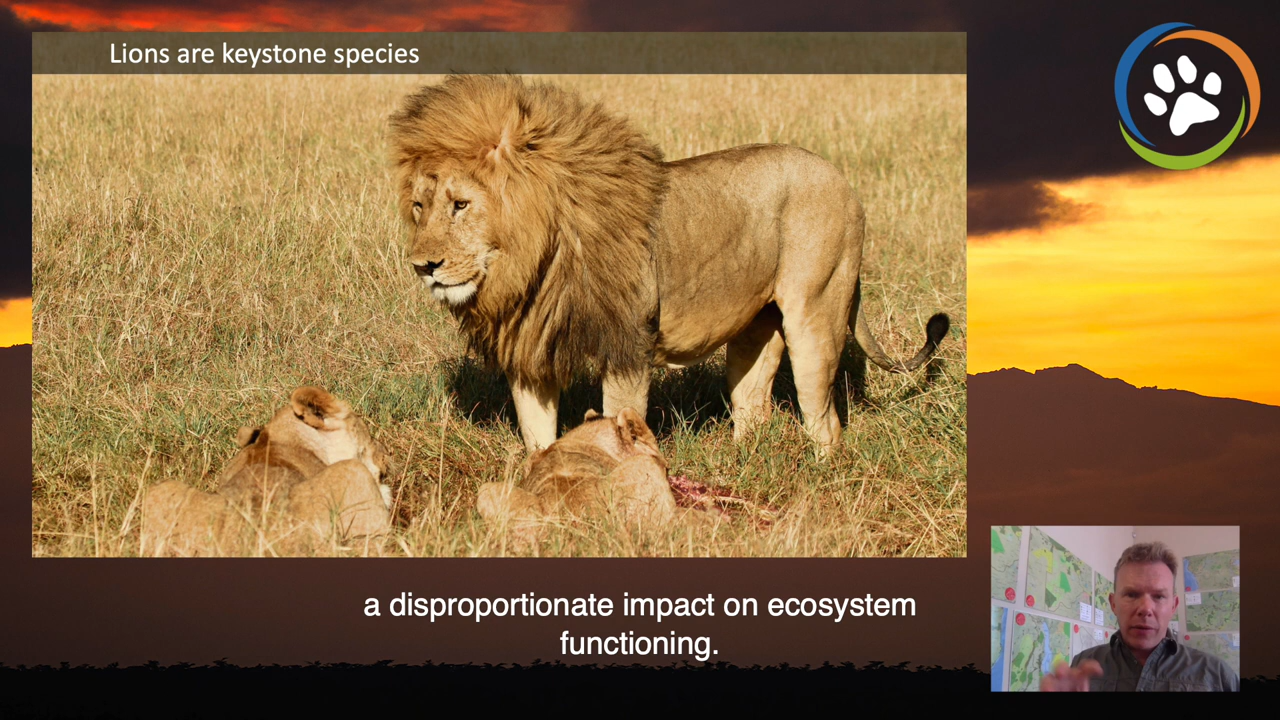 Lions are keystone species
a disproportionate impact on ecosystem
functioning.